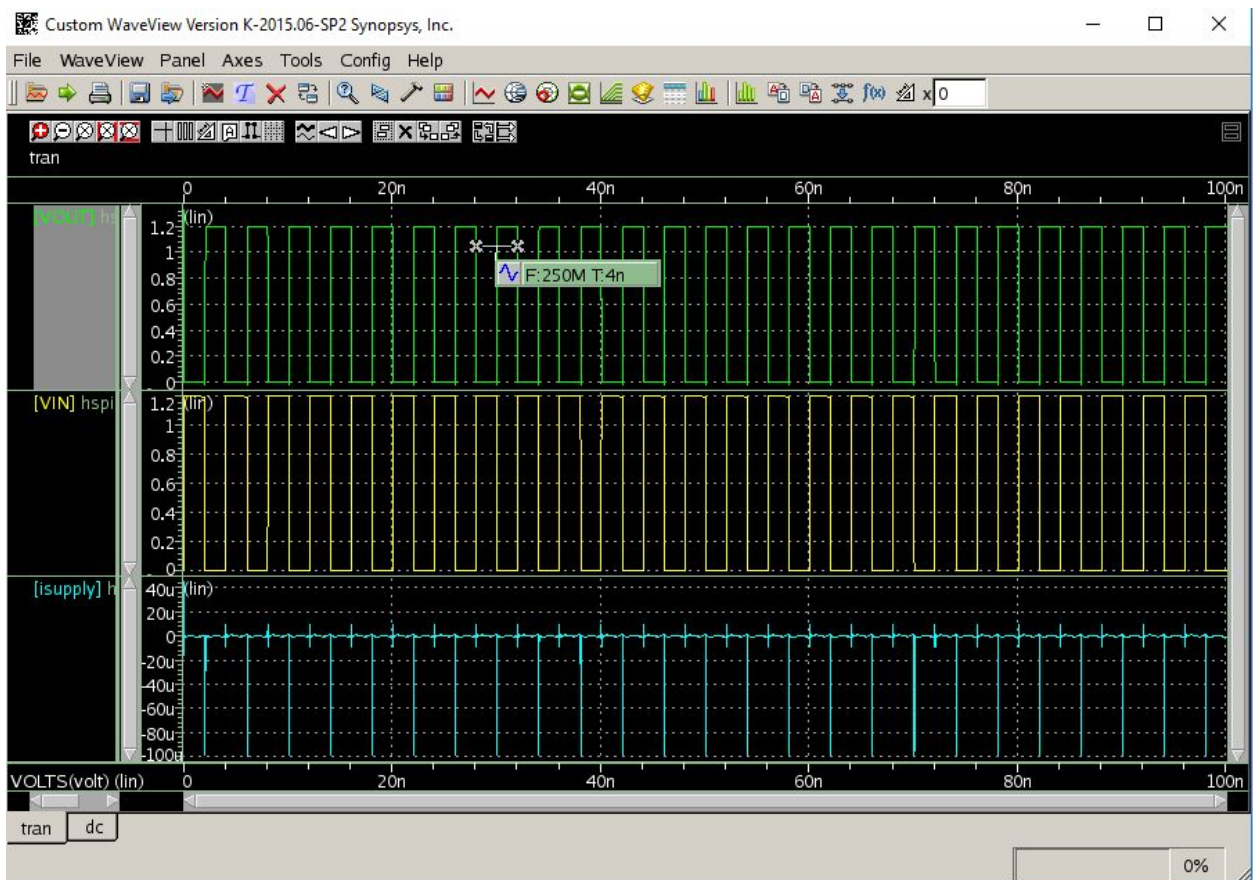 Custom WaveView Version K-2015.06-SP2 Synopsys, Inc.
File WaveView Panel Axes Tools Config Help
x 0
tran
0 20n 40n 60n 80n 100n
[VOUT] hs
(lin)
1.2
1
0.8
0.6
0.4
0.2
0
F:250M T:4n
[VIN] hspi
(lin)
1.2
1
0.8
0.6
0.4
0.2
0
[isupply] h
(lin)
40u
20u
0
-20u
-40u
-60u
-80u
-100u
VOLTS(volt) (lin) 0 20n 40n 60n 80n 100n
tran dc
0%